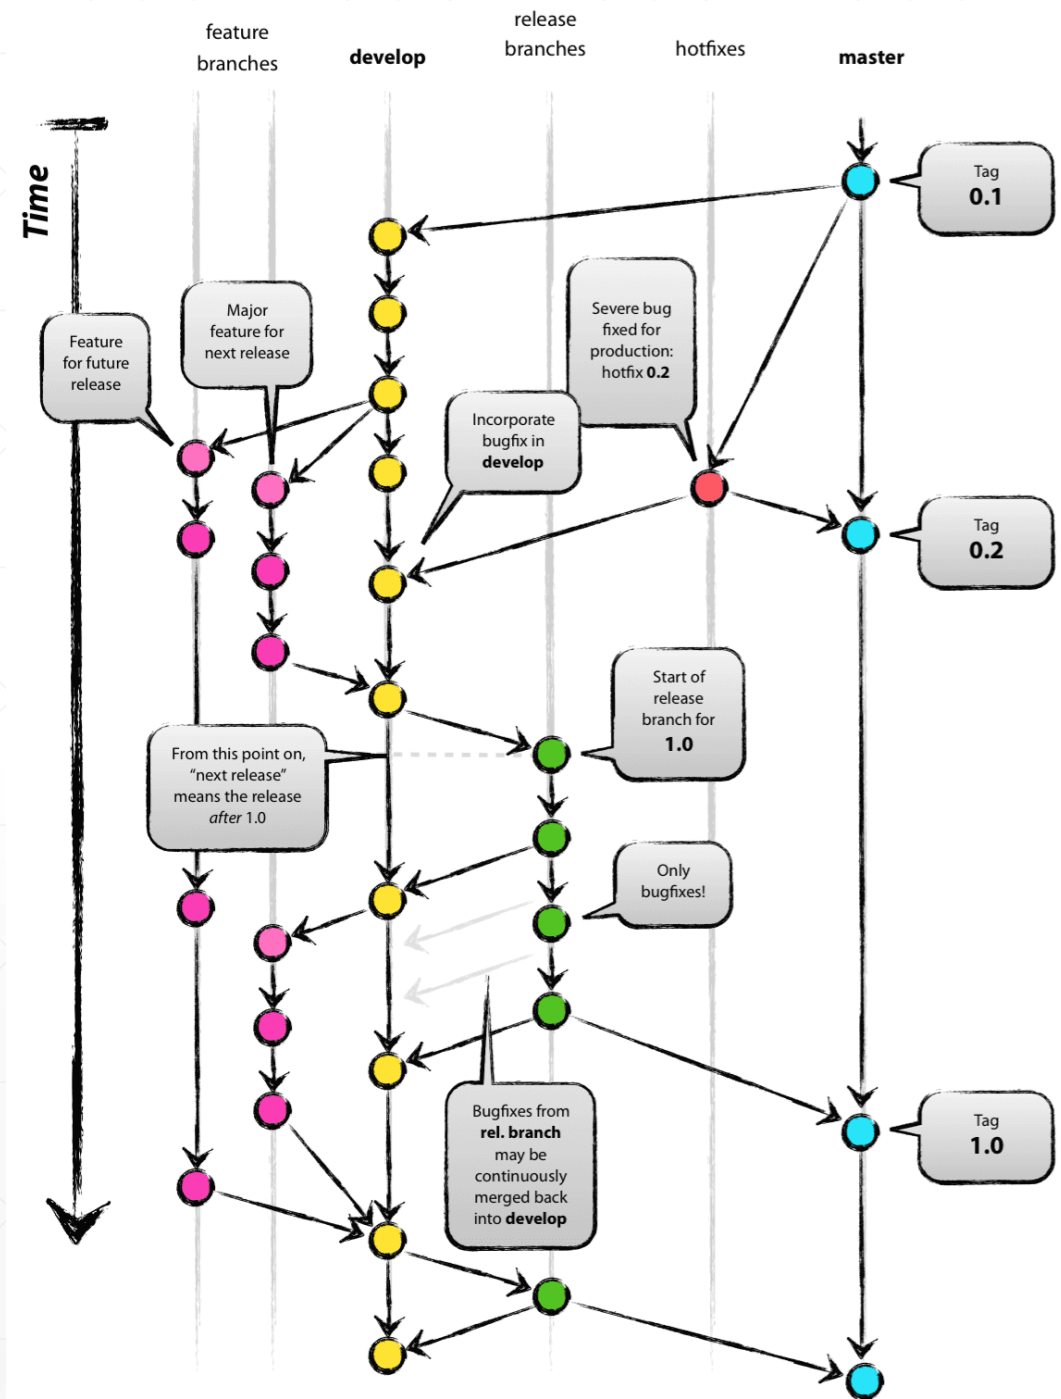 feature
branches
develop
release
branches
hotfixes
master
Time
Tag
0.1
Major
feature for
next release
Feature
for future
release
Severe bug
fixed for
production:
hotfix 0.2
Incorporate
bugfix in
develop
Tag
0.2
Start of
release
branch for
1.0
From this point on,
“next release”
means the release
after 1.0
Only
bugfixes!
Bugfixes from
rel. branch
may be
continuously
merged back
into develop
Tag
1.0